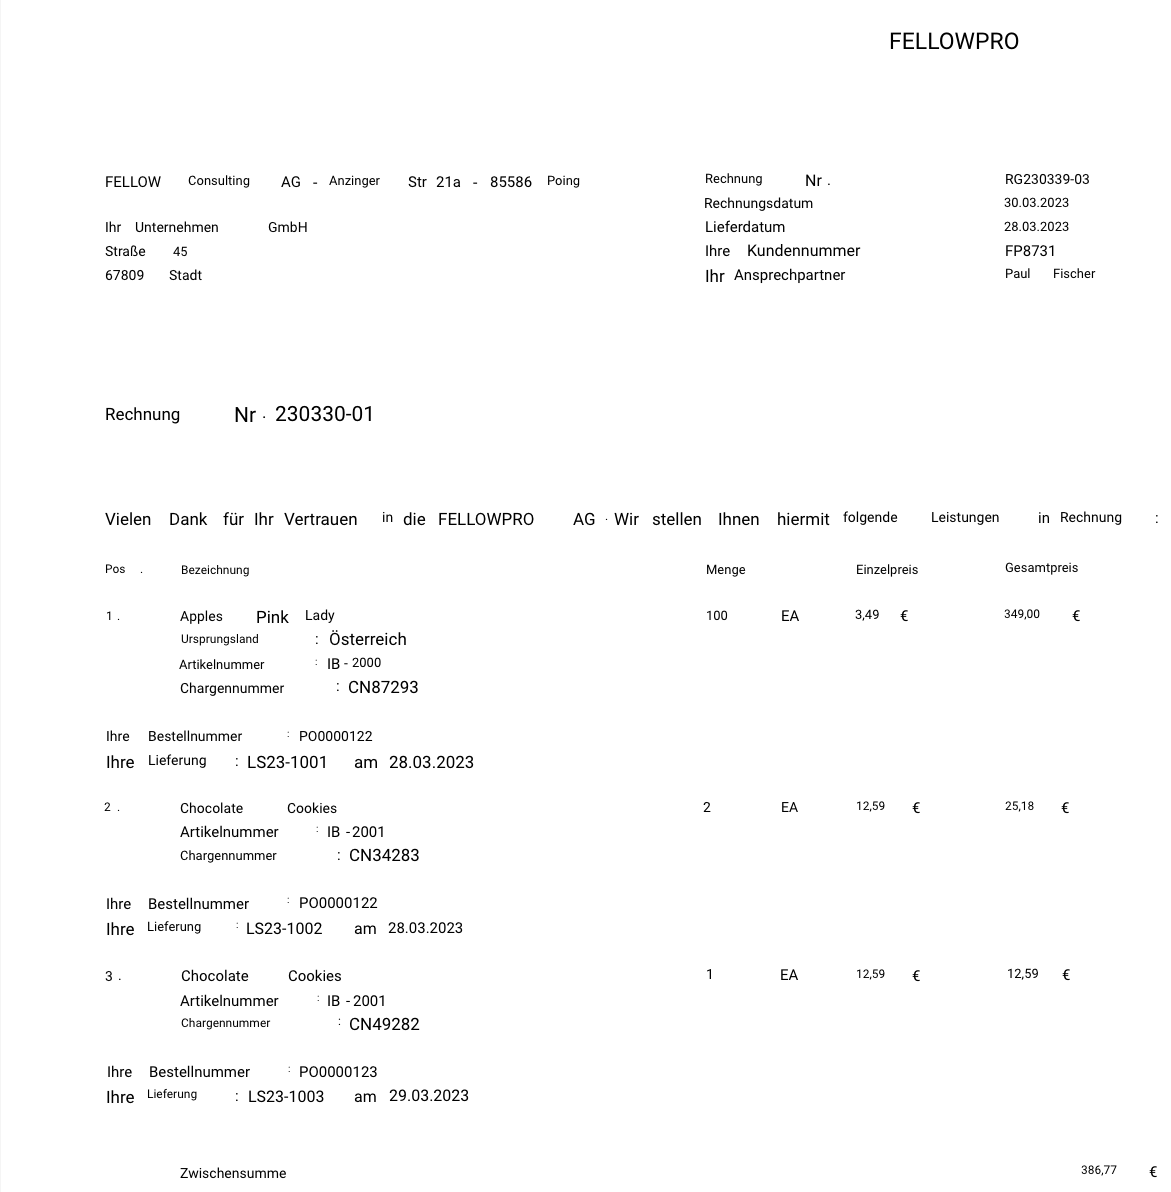 FELLOWPRO
FELLOW Consulting AG - Anzinger Str 21a - 85586 Poing
Rechnung Nr . RG230339-03
Rechnungsdatum 30.03.2023
Ihr Unternehmen GmbH Lieferdatum 28.03.2023
Straße 45 Ihre Kundennummer FP8731
67809 Stadt Ihr Ansprechpartner Paul Fischer
Rechnung Nr . 230330-01
Vielen Dank für Ihr Vertrauen in die FELLOWPRO AG . Wir stellen Ihnen hiermit folgende Leistungen in Rechnung :
Pos . Bezeichnung Menge Einzelpreis Gesamtpreis
1 . Apples Pink Lady 100 EA 3,49 € 349,00 €
Ursprungsland : Österreich
Artikelnummer : IB - 2000
Chargennummer : CN87293
Ihre Bestellnummer : PO0000122
Ihre Lieferung : LS23-1001 am 28.03.2023
2 . Chocolate Cookies 2 EA 12,59 € 25,18 €
Artikelnummer : IB - 2001
Chargennummer : CN34283
Ihre Bestellnummer : PO0000122
Ihre Lieferung : LS23-1002 am 28.03.2023
3 . Chocolate Cookies 1 EA 12,59 € 12,59 €
Artikelnummer : IB - 2001
Chargennummer : CN49282
Ihre Bestellnummer : PO0000123
Ihre Lieferung : LS23-1003 am 29.03.2023
Zwischensumme 386,77 €